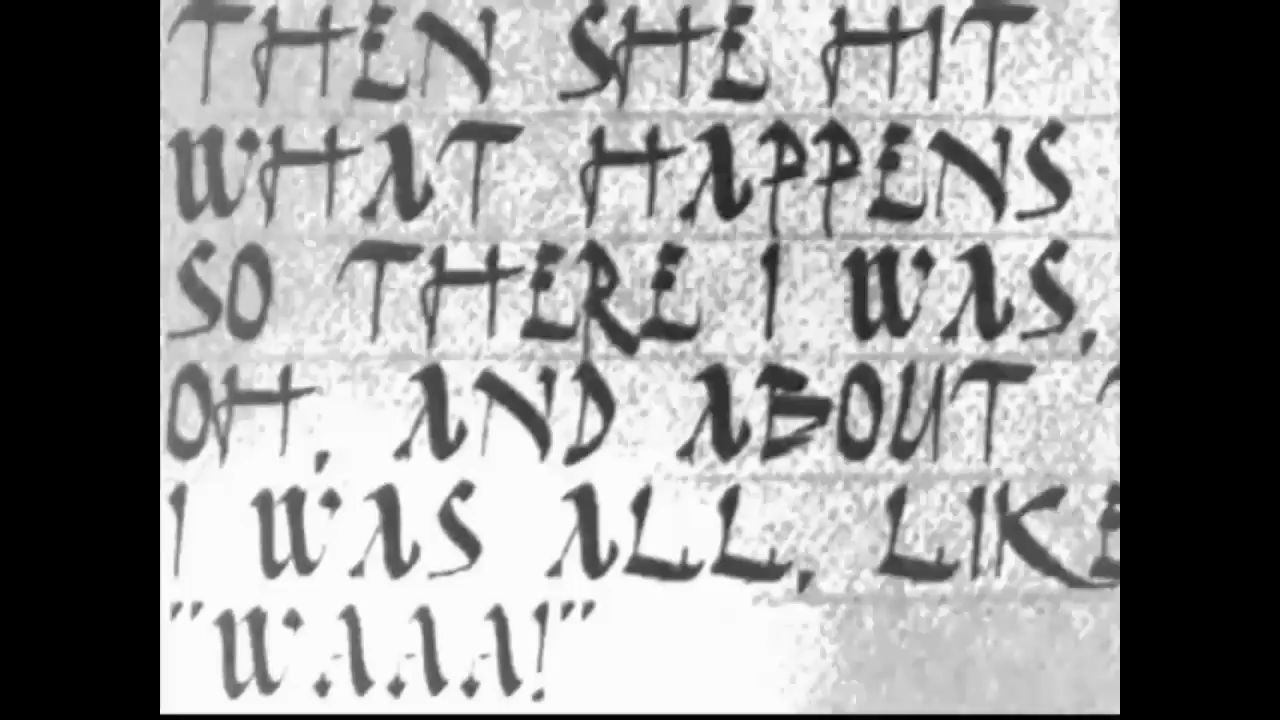 THEN SHE HIT
WHAT HAPPENS
SO THERE I WAS,
OH, AND ABOUT
I WAS ALL, LIKE
"WAAA!"